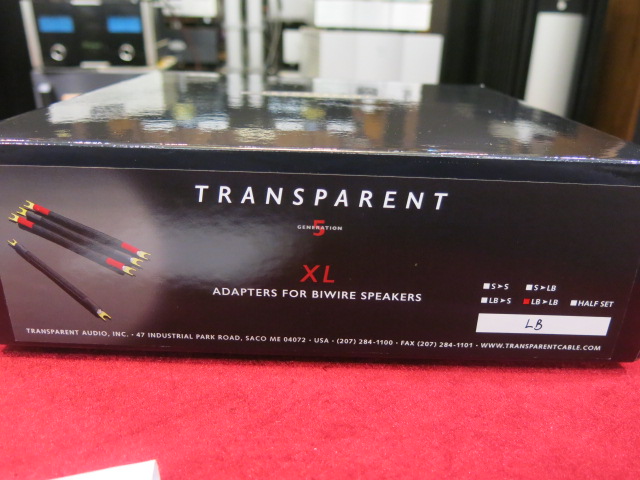 TRANSPARENT
GENERATION 5
XL
ADAPTERS FOR BIWIRE SPEAKERS
S►S S►LB
LB►S LB►LB HALF SET
LB
TRANSPARENT AUDIO, INC. · 47 INDUSTRIAL PARK ROAD, SACO ME 04072 · USA · (207) 284-1100 · FAX (207) 284-1101 · WWW.TRANSPARENTCABLE.COM